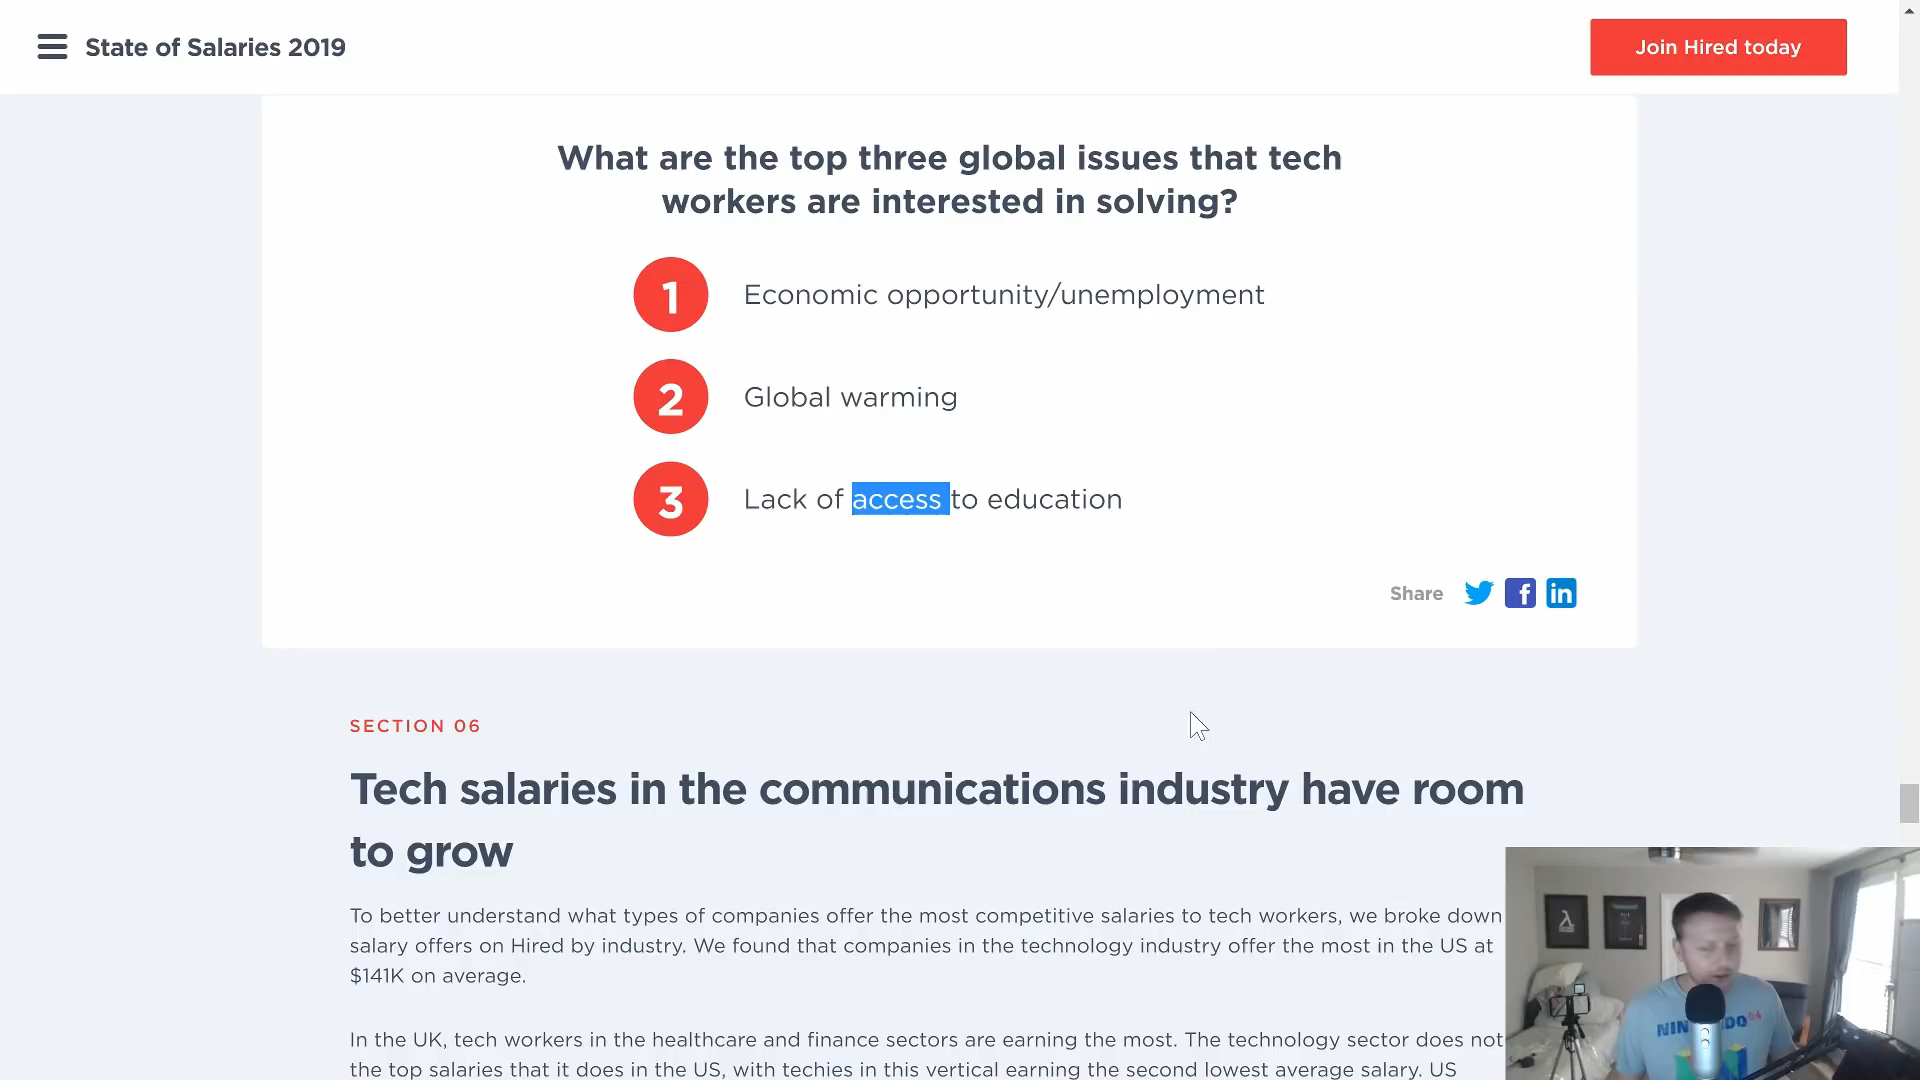 State of Salaries 2019
Join Hired today
What are the top three global issues that tech
workers are interested in solving?
1 Economic opportunity/unemployment
2 Global warming
3 Lack of access to education
Share
SECTION 06
Tech salaries in the communications industry have room
to grow
To better understand what types of companies offer the most competitive salaries to tech workers, we broke down
salary offers on Hired by industry. We found that companies in the technology industry offer the most in the US at
$141K on average.
In the UK, tech workers in the healthcare and finance sectors are earning the most. The technology sector does not
the top salaries that it does in the US, with techies in this vertical earning the second lowest average salary. US